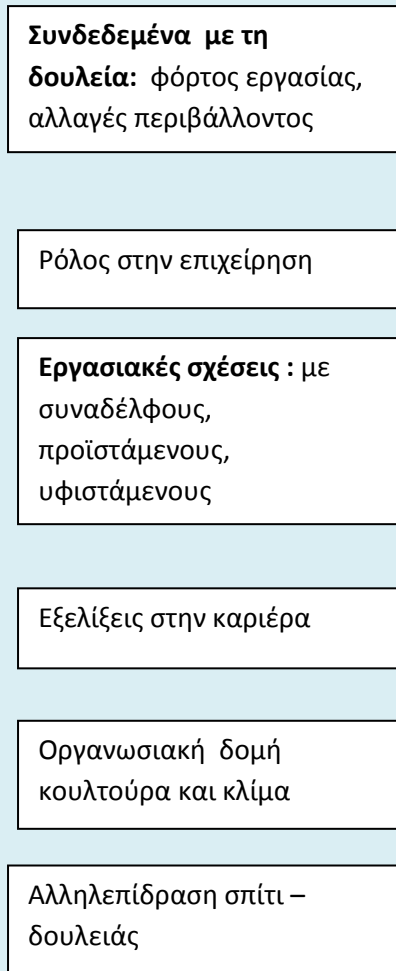 Συνδεδεμένα με τη
δουλεία: φόρτος εργασίας,
αλλαγές περιβάλλοντος
Ρόλος στην επιχείρηση
Εργασιακές σχέσεις : με
συναδέλφους,
προϊστάμενους,
υφιστάμενους
Εξελίξεις στην καριέρα
Οργανωσιακή δομή
κουλτούρα και κλίμα
Αλληλεπίδραση σπίτι –
δουλειάς